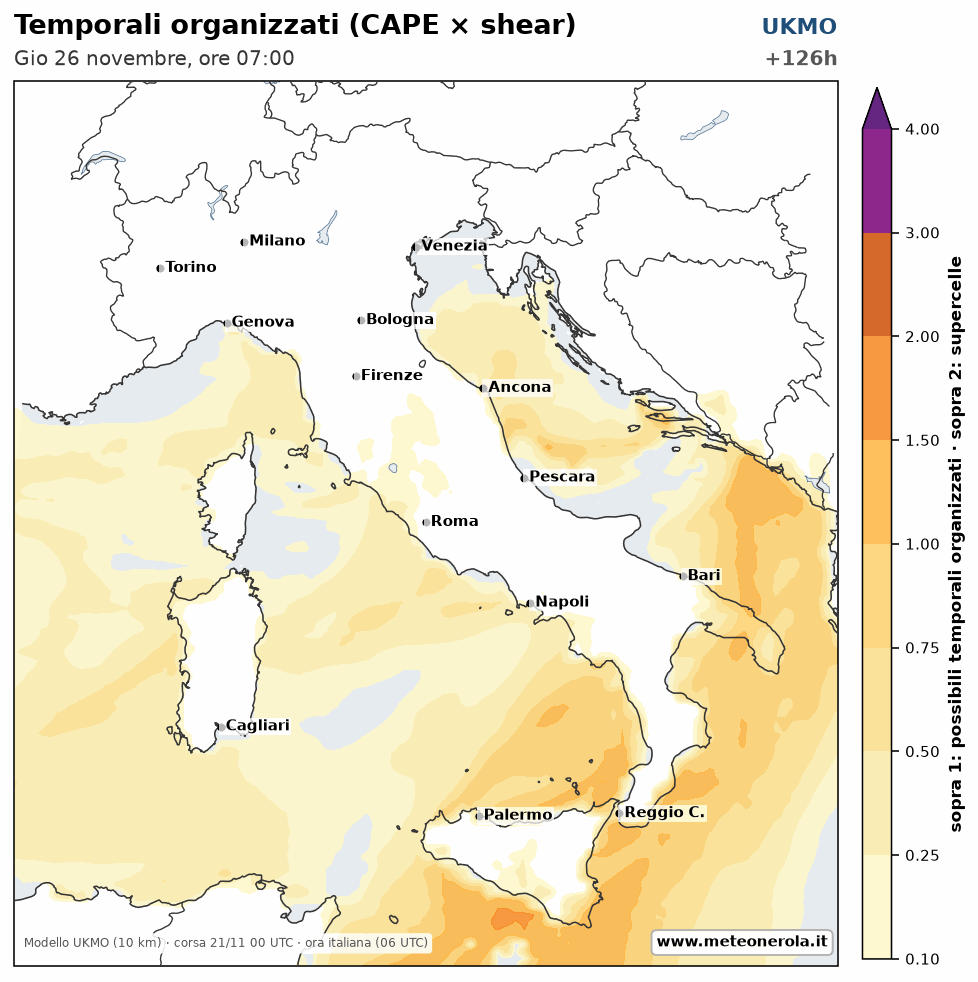 Temporali organizzati (CAPE × shear)
UKMO
Gio 26 novembre, ore 07:00
+126h
Milano
Venezia
Torino
Genova
Bologna
Firenze
Ancona
Pescara
Roma
Bari
Napoli
Cagliari
Palermo
Reggio C.
Modello UKMO (10 km) · corsa 21/11 00 UTC · ora italiana (06 UTC)
www.meteonerola.it
4.00
3.00
2.00
1.50
1.00
0.75
0.50
0.25
0.10
sopra 1: possibili temporali organizzati · sopra 2: supercelle